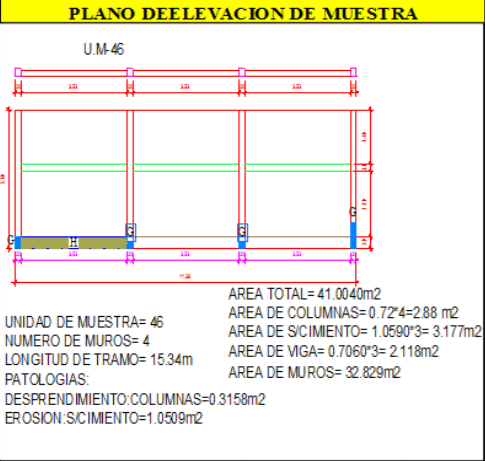 PLANO DEELEVACION DE MUESTRA
U.M-46
G
G
G
G
H
AREA TOTAL= 41.0040m2
AREA DE COLUMNAS= 0.72*4=2.88 m2
UNIDAD DE MUESTRA= 46
AREA DE S/CIMIENTO= 1.0590*3= 3.177m2
NUMERO DE MUROS= 4
AREA DE VIGA= 0.7060*3= 2.118m2
LONGITUD DE TRAMO= 15.34m
AREA DE MUROS= 32.829m2
PATOLOGIAS:
DESPRENDIMIENTO:COLUMNAS=0.3158m2
EROSION:S/CIMIENTO=1.0509m2